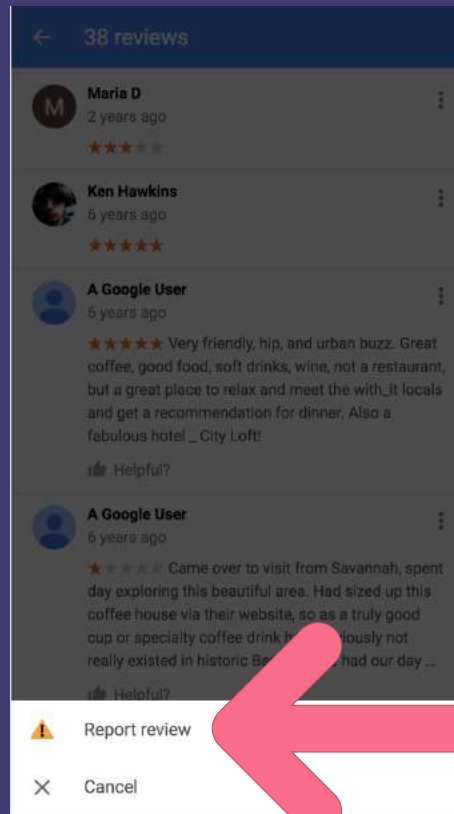 38 reviews
M
Maria D
2 years ago
Ken Hawkins
6 years ago
A Google User
6 years ago
Very friendly, hip, and urban buzz. Great
coffee, good food, soft drinks, wine, not a restaurant,
but a great place to relax and meet the with_it locals
and get a recommendation for dinner. Also a
fabulous hotel _ City Loft!
Helpful?
A Google User
6 years ago
Came over to visit from Savannah, spent
day exploring this beautiful area. Had sized up this
coffee house via their website, so as a truly good
cup or specialty coffee drink not
really existed in historic had our day ...
Helpful?
Report review
Cancel